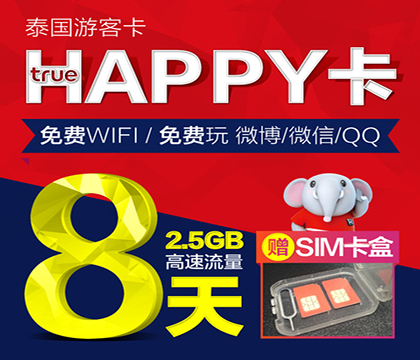 泰国游客卡
true
HAPPY卡
免费WIFI / 免费玩 微博/微信/QQ
8天
2.5GB
高速流量
赠 SIM卡盒